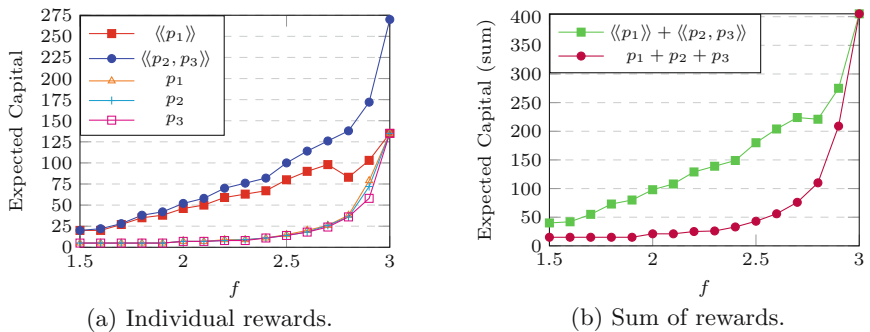 275
250
225
200
175
150
125
100
75
50
25
0
Expected Capital
⟨⟨p₁⟩⟩
⟨⟨p₂, p₃⟩⟩
p₁
p₂
p₃
1.5 2 2.5 3
f
(a) Individual rewards.
400
350
300
250
200
150
100
50
0
Expected Capital (sum)
⟨⟨p₁⟩⟩ + ⟨⟨p₂, p₃⟩⟩
p₁ + p₂ + p₃
1.5 2 2.5 3
f
(b) Sum of rewards.